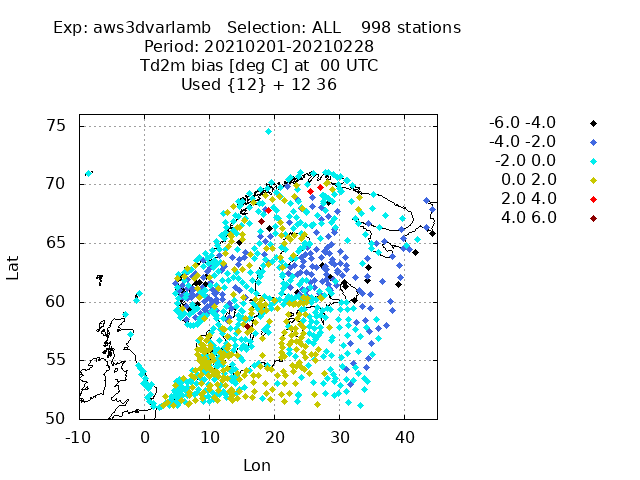 Exp: aws3dvarlamb   Selection: ALL    998 stations
Period: 20210201-20210228
Td2m bias [deg C] at  00 UTC
Used {12} + 12 36
-6.0 -4.0
-4.0 -2.0
-2.0 0.0
0.0 2.0
2.0 4.0
4.0 6.0
75
70
65
60
55
50
Lat
-10 0 10 20 30 40
Lon